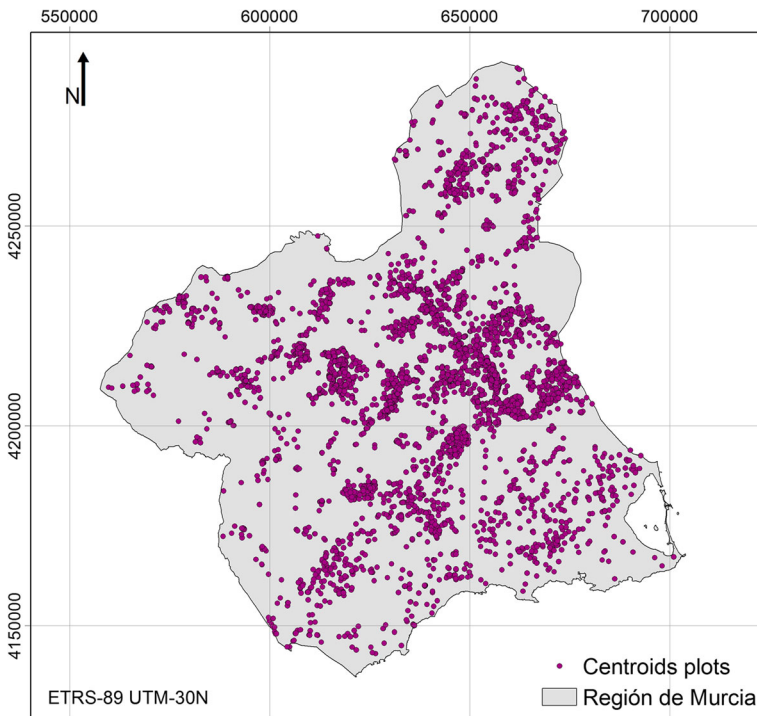 550000 600000 650000 700000
N
4250000
4200000
4150000
Centroids plots
ETRS-89 UTM-30N
Región de Murcia